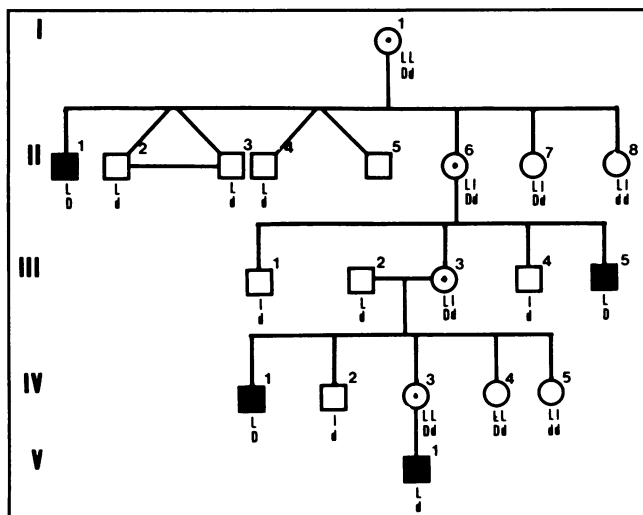 I
1
LL
Dd
II
1 2 3 4 5 6 7 8
L L L L Ll Ll Ll
D d d d Dd Dd dd
III
1 2 3 4 5
l L Ll l L
d d Dd d D
IV
1 2 3 4 5
L l LL LL Ll
D d Dd Dd dd
V
1
L
d